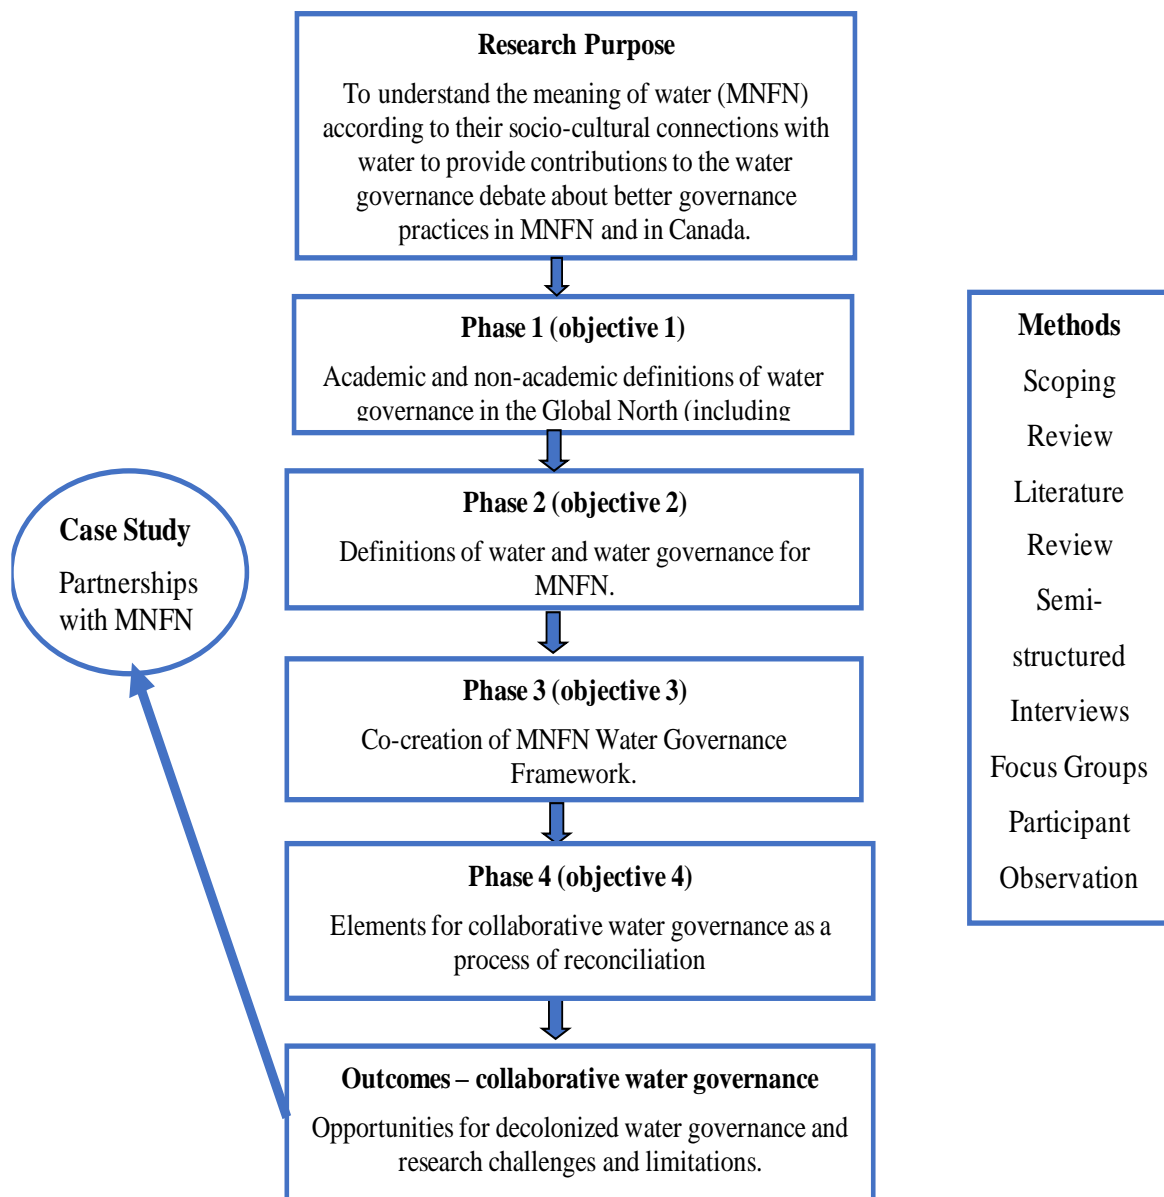 Research Purpose
To understand the meaning of water (MNFN)
according to their socio-cultural connections with
water to provide contributions to the water
governance debate about better governance
practices in MNFN and in Canada.
Phase 1 (objective 1)
Academic and non-academic definitions of water
governance in the Global North (including
Phase 2 (objective 2)
Definitions of water and water governance for
MNFN.
Phase 3 (objective 3)
Co-creation of MNFN Water Governance
Framework.
Phase 4 (objective 4)
Elements for collaborative water governance as a
process of reconciliation
Outcomes – collaborative water governance
Opportunities for decolonized water governance and
research challenges and limitations.
Case Study
Partnerships
with MNFN
Methods
Scoping
Review
Literature
Review
Semi-
structured
Interviews
Focus Groups
Participant
Observation